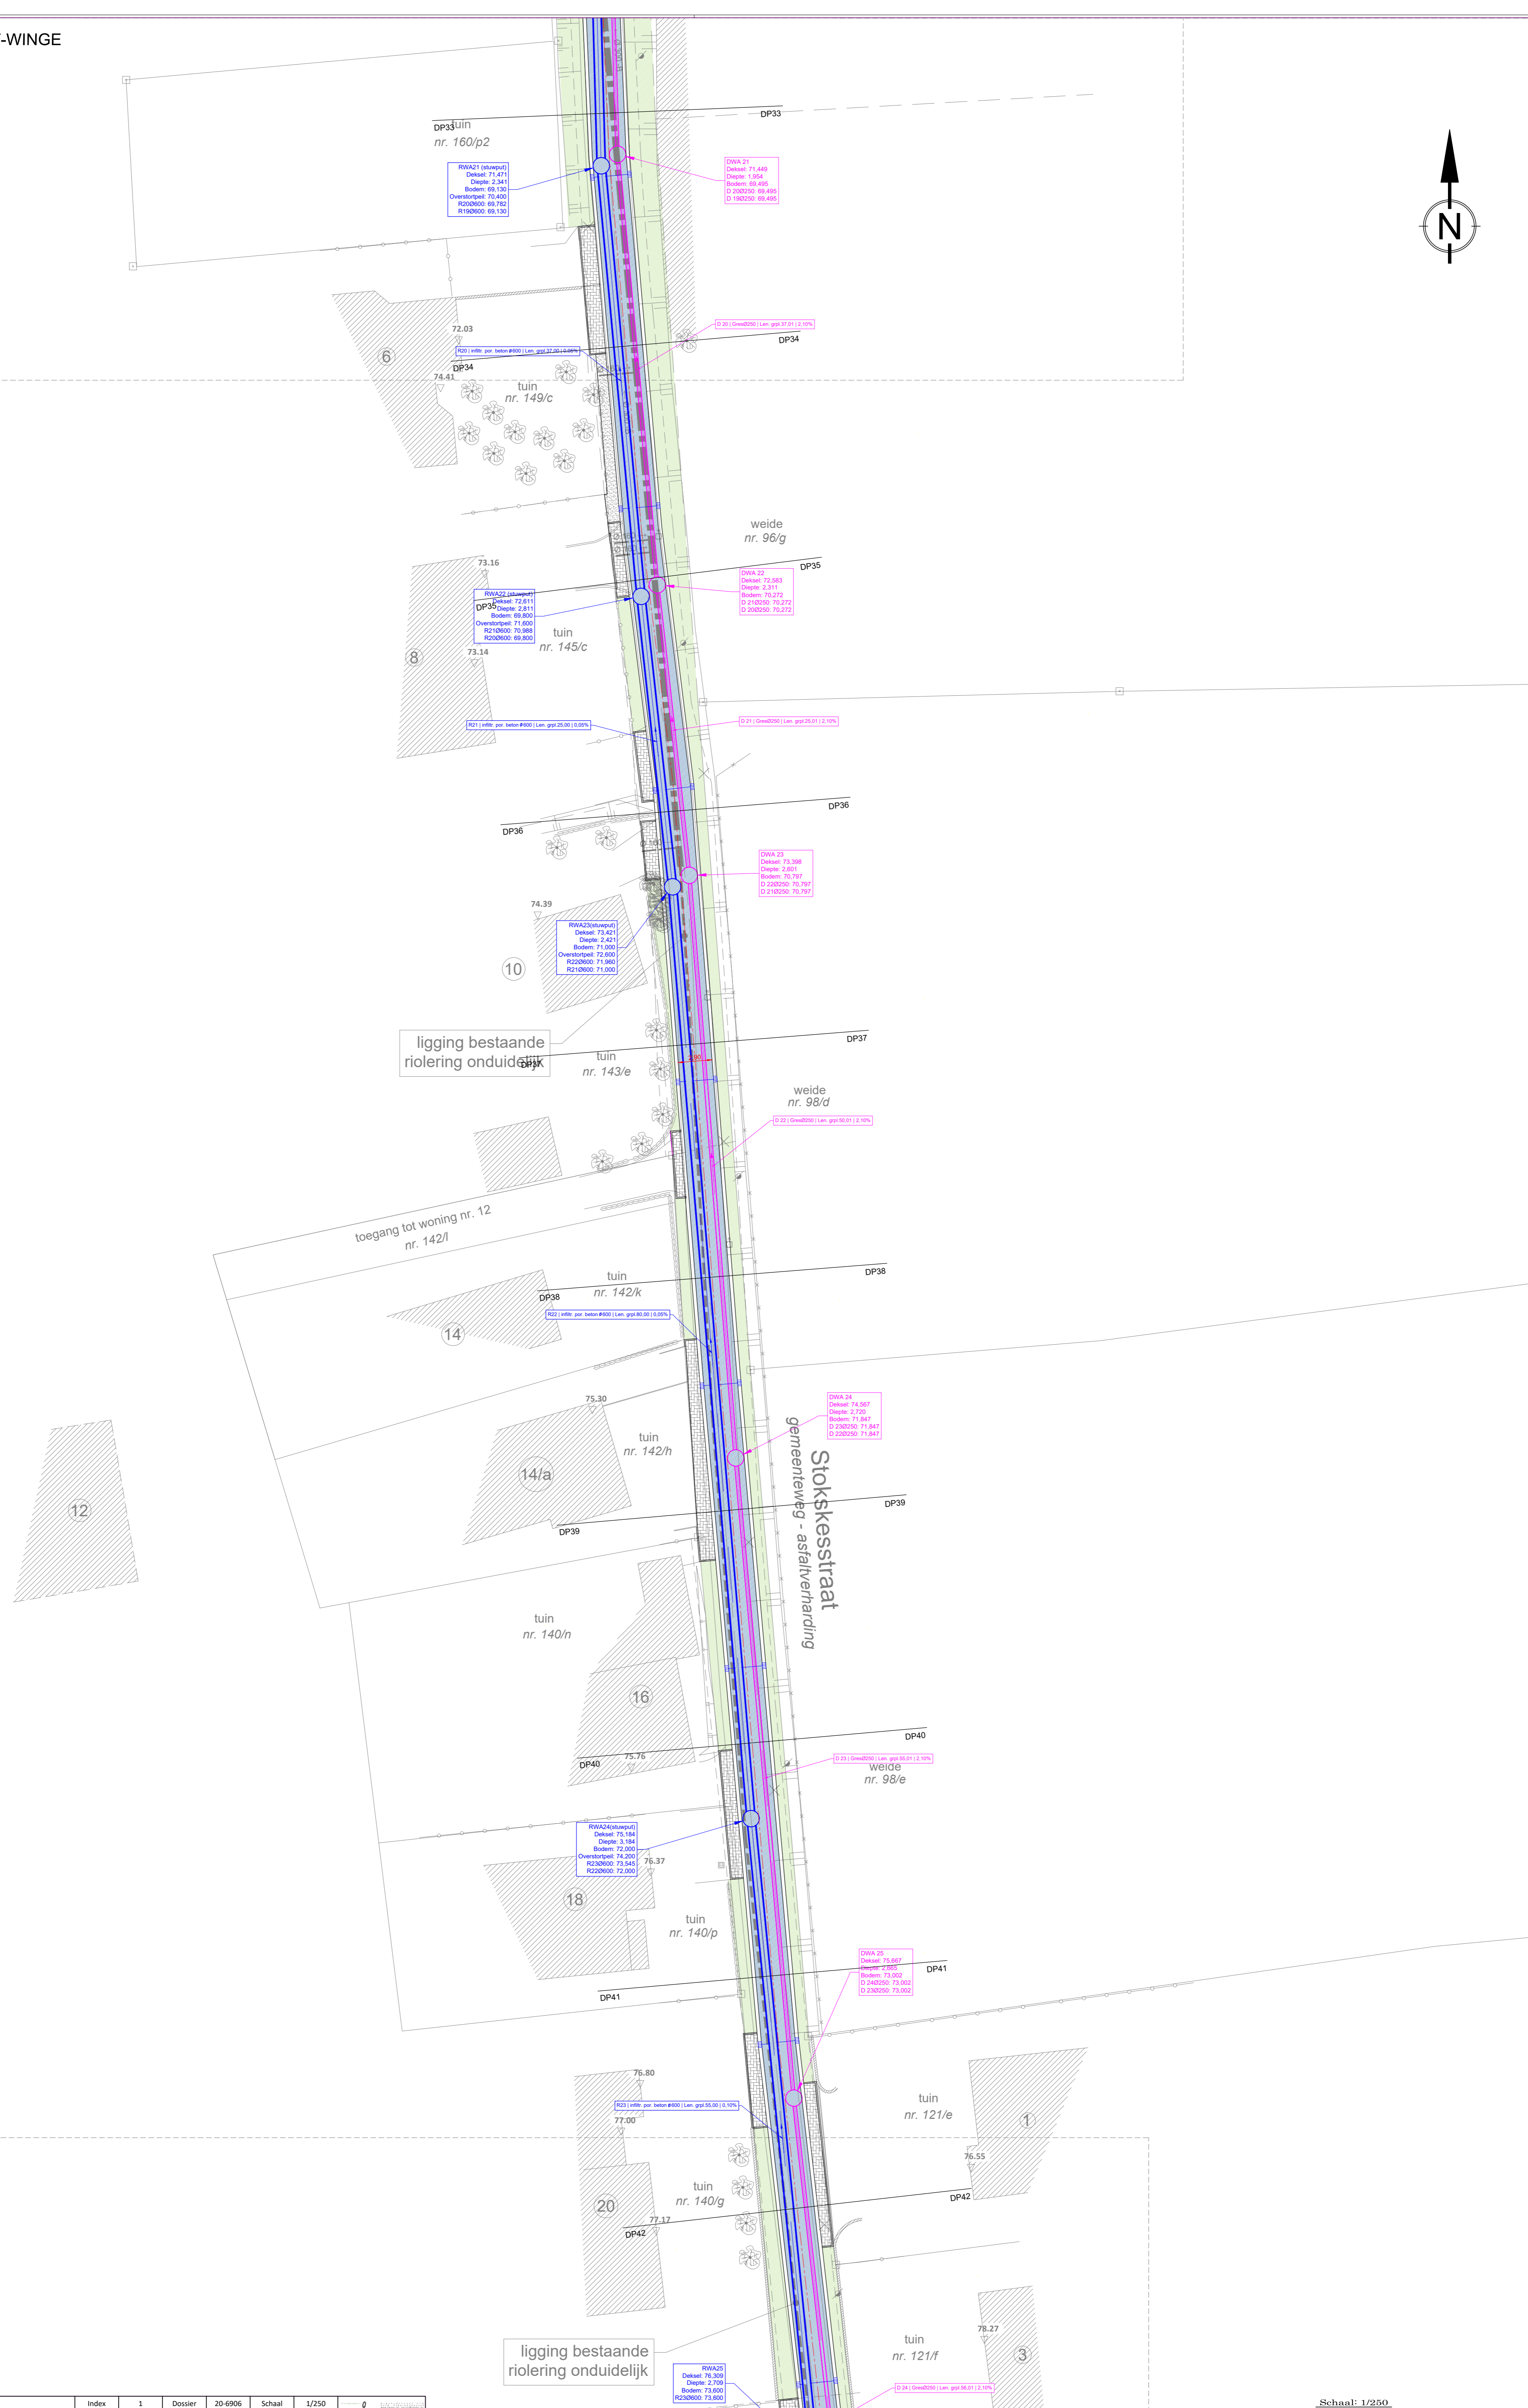 -WINGE
DP33
DP33
tuin
nr. 160/p2
RWA21 (stuwput)
Deksel: 71,471
Diepte: 2,341
Bodem: 69,130
Overstortpeil: 70,400
R20Ø600: 69,782
R19Ø600: 69,130
DWA 21
Deksel: 71,449
Diepte: 1,954
Bodem: 69,495
D 20Ø250: 69,495
D 19Ø250: 69,495
N
D 20 | GresØ250 | Len. grpl.37,01 | 2,10%
72.03
6
R20 | infiltr. por. beton Ø600 | Len. grpl.37,00 | 0,05%
DP34
DP34
74.41
tuin
nr. 149/c
weide
nr. 96/g
73.16
DP35
DP35
DWA 22
Deksel: 72,583
Diepte: 2,311
Bodem: 70,272
D 21Ø250: 70,272
D 20Ø250: 70,272
RWA22 (stuwput)
Deksel: 72,611
Diepte: 2,811
Bodem: 69,800
Overstortpeil: 71,600
R21Ø600: 70,988
R20Ø600: 69,800
tuin
nr. 145/c
8
73.14
R21 | infiltr. por. beton Ø600 | Len. grpl.25,00 | 0,05%
D 21 | GresØ250 | Len. grpl.25,01 | 2,10%
DP36
DP36
DWA 23
Deksel: 73,398
Diepte: 2,601
Bodem: 70,797
D 22Ø250: 70,797
D 21Ø250: 70,797
74.39
10
RWA23(stuwput)
Deksel: 73,421
Diepte: 2,421
Bodem: 71,000
Overstortpeil: 72,600
R22Ø600: 71,960
R21Ø600: 71,000
ligging bestaande
riolering onduidelijk
DP37
DP37
tuin
nr. 143/e
weide
nr. 98/d
D 22 | GresØ250 | Len. grpl.50,01 | 2,10%
toegang tot woning nr. 12
nr. 142/l
DP38
DP38
tuin
nr. 142/k
R22 | infiltr. por. beton Ø600 | Len. grpl.80,00 | 0,05%
14
75.30
DWA 24
Deksel: 74,567
Diepte: 2,720
Bodem: 71,847
D 23Ø250: 71,847
D 22Ø250: 71,847
tuin
nr. 142/h
14/a
12
Stokskesstraat
gemeenteweg - asfaltverharding
DP39
DP39
tuin
nr. 140/n
16
DP40
DP40
75.76
D 23 | GresØ250 | Len. grpl.55,01 | 2,10%
weide
nr. 98/e
RWA24(stuwput)
Deksel: 75,184
Diepte: 3,184
Bodem: 72,000
Overstortpeil: 74,200
R23Ø600: 73,545
R22Ø600: 72,000
76.37
18
tuin
nr. 140/p
DWA 25
Deksel: 75,667
Diepte: 2,665
Bodem: 73,002
D 24Ø250: 73,002
D 23Ø250: 73,002
DP41
DP41
76.80
R23 | infiltr. por. beton Ø600 | Len. grpl.55,00 | 0,10%
77.00
tuin
nr. 121/e
1
76.55
tuin
nr. 140/g
20
DP42
DP42
77.17
78.27
tuin
nr. 121/f
3
ligging bestaande
riolering onduidelijk
RWA25
Deksel: 76,309
Diepte: 2,709
Bodem: 73,600
R23Ø600: 73,600
D 24 | GresØ250 | Len. grpl.56,01 | 2,10%
Index 1 Dossier 20-6906 Schaal 1/250 0
Schaal: 1/250